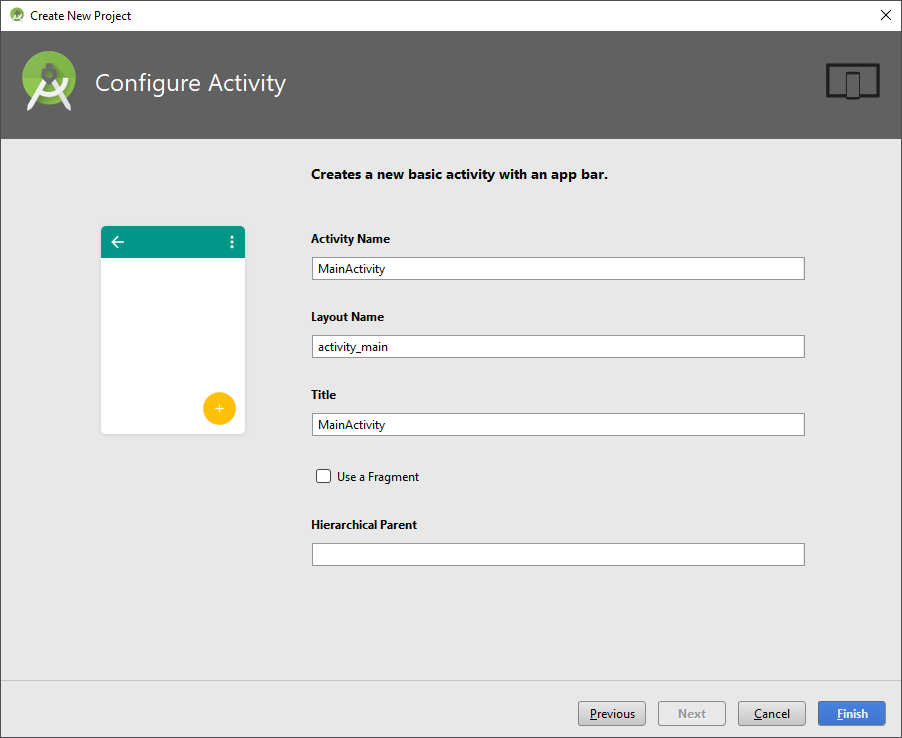 Create New Project
Configure Activity
Creates a new basic activity with an app bar.
Activity Name
MainActivity
Layout Name
activity_main
Title
MainActivity
Use a Fragment
Hierarchical Parent
Previous
Next
Cancel
Finish